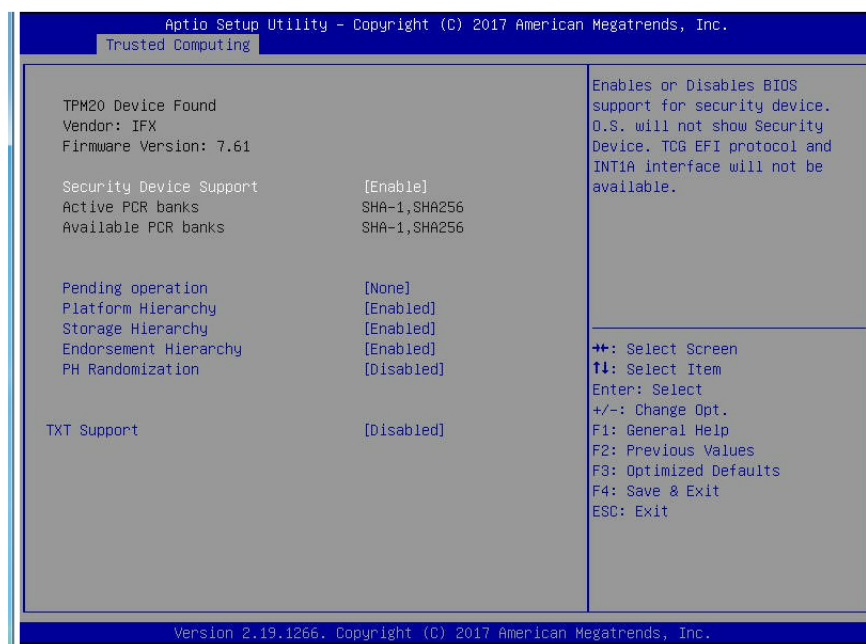 Aptio Setup Utility – Copyright (C) 2017 American Megatrends, Inc.
Trusted Computing
TPM20 Device Found
Vendor: IFX
Firmware Version: 7.61
Security Device Support [Enable]
Active PCR banks SHA-1,SHA256
Available PCR banks SHA-1,SHA256
Pending operation [None]
Platform Hierarchy [Enabled]
Storage Hierarchy [Enabled]
Endorsement Hierarchy [Enabled]
PH Randomization [Disabled]
TXT Support [Disabled]
Enables or Disables BIOS
support for security device.
O.S. will not show Security
Device. TCG EFI protocol and
INT1A interface will not be
available.
→←: Select Screen
↑↓: Select Item
Enter: Select
+/-: Change Opt.
F1: General Help
F2: Previous Values
F3: Optimized Defaults
F4: Save & Exit
ESC: Exit
Version 2.19.1266. Copyright (C) 2017 American Megatrends, Inc.